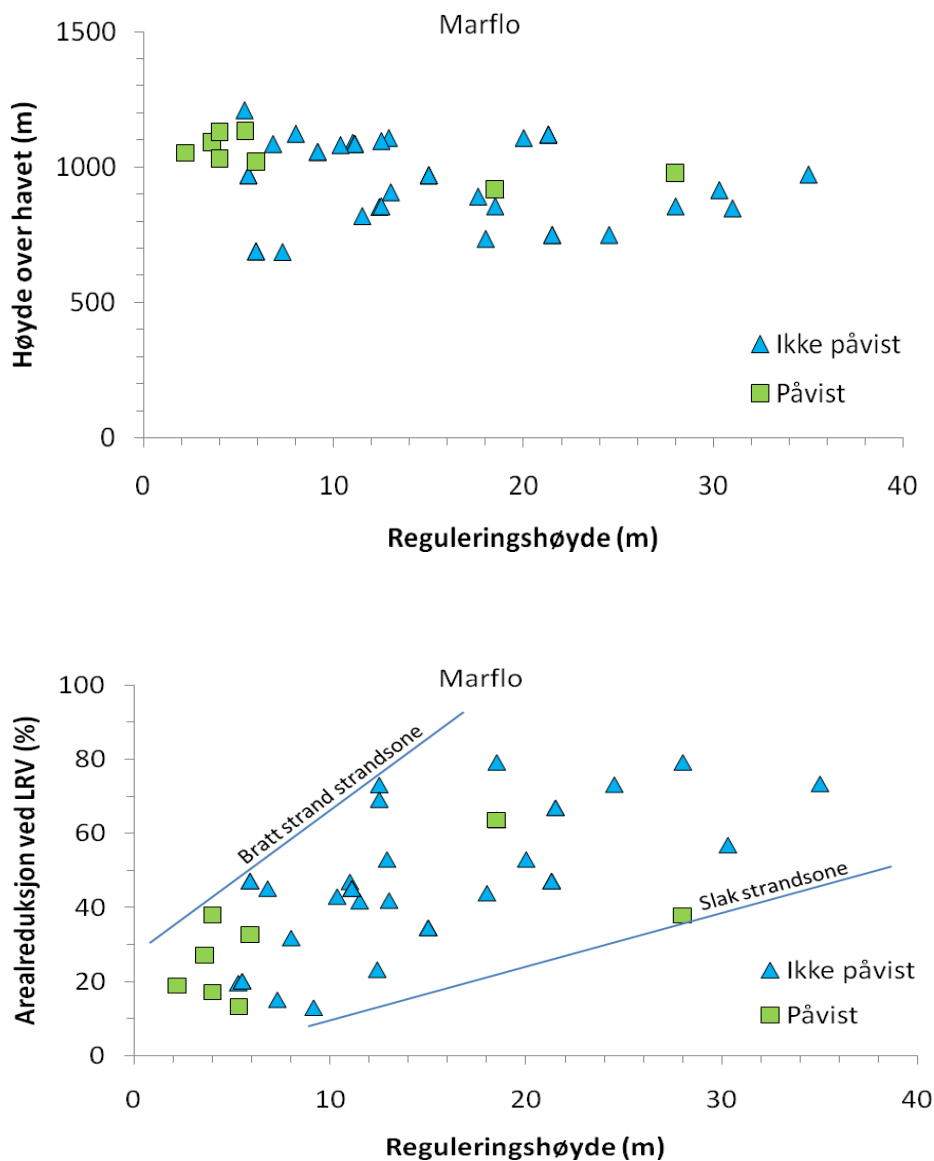 Marflo
1500
1000
500
0
Høyde over havet (m)
Ikke påvist
Påvist
0 10 20 30 40
Reguleringshøyde (m)
Marflo
100
80
60
40
20
0
Arealreduksjon ved LRV (%)
Bratt strand strandsone
Slak strandsone
Ikke påvist
Påvist
0 10 20 30 40
Reguleringshøyde (m)